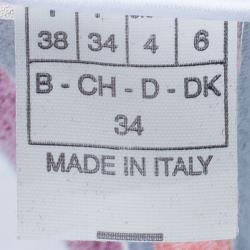 38 34 4 6
B - CH - D - DK
34
MADE IN ITALY